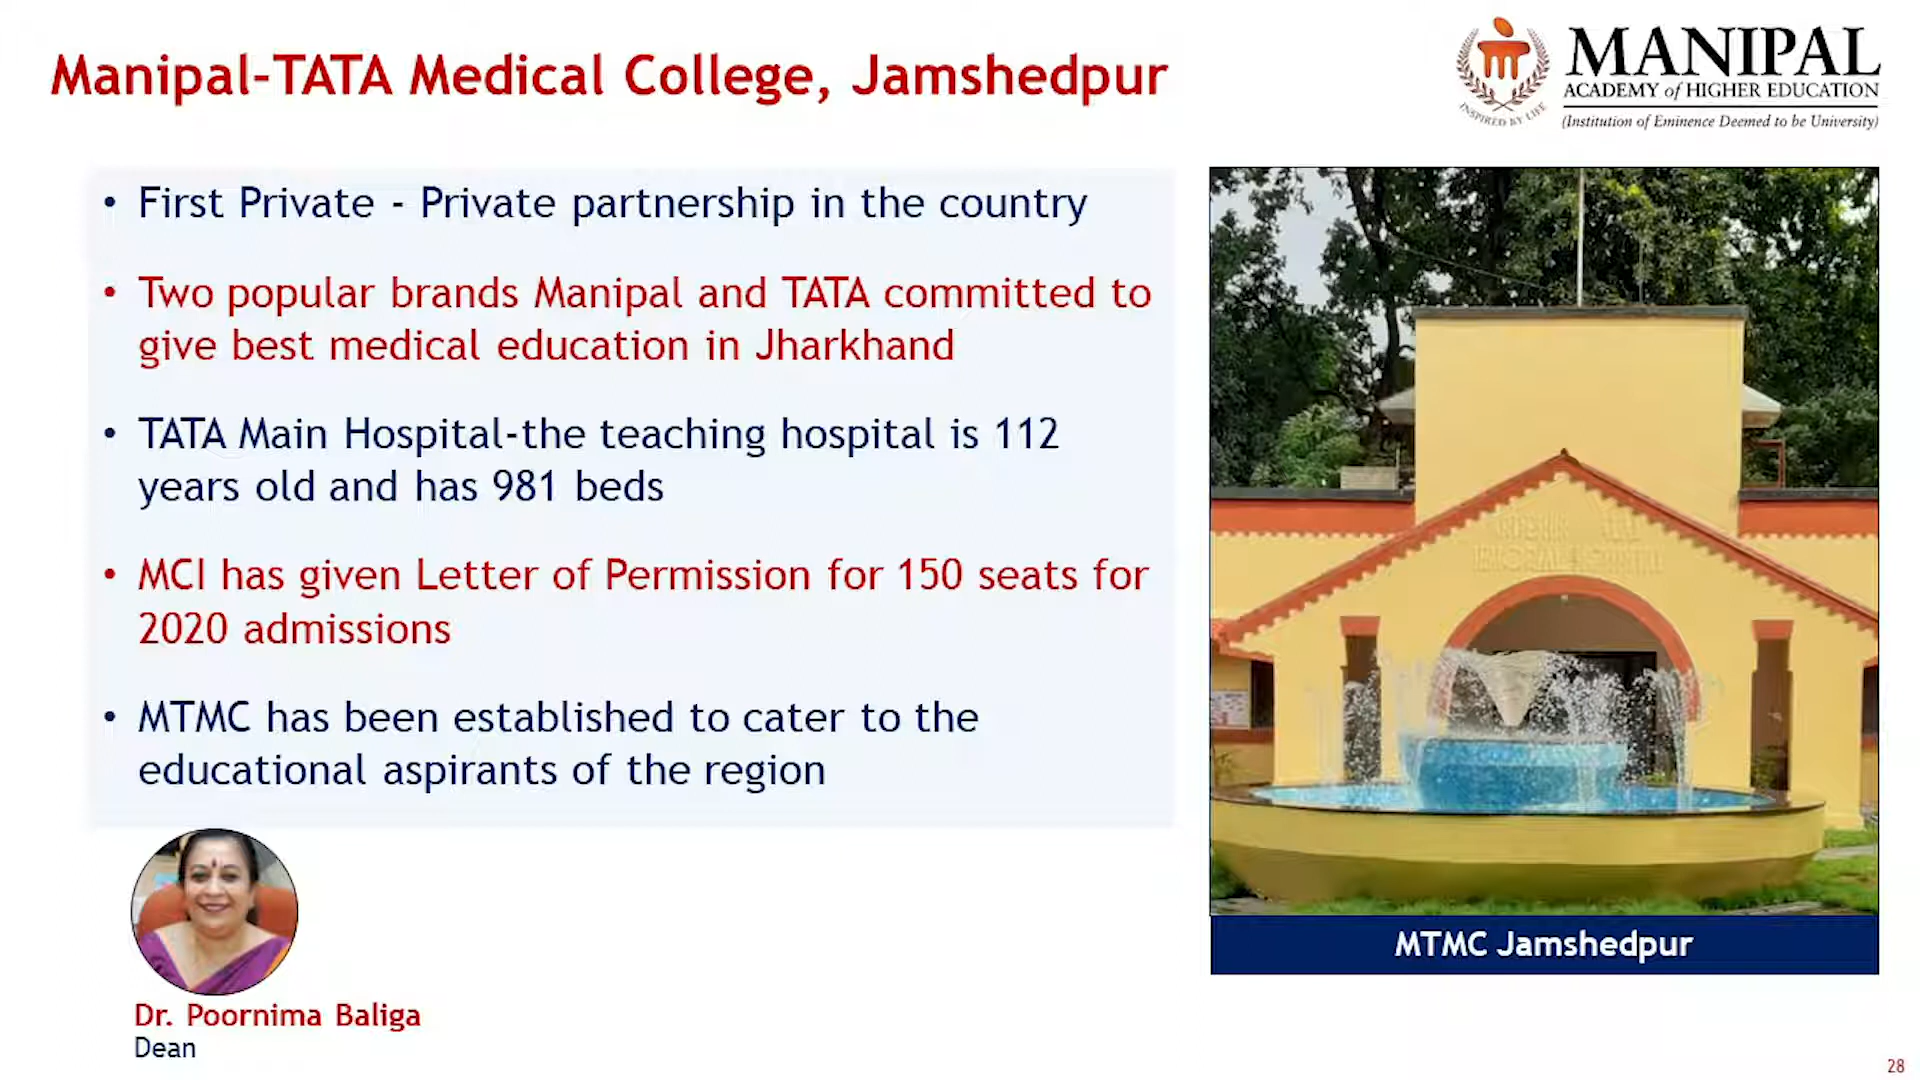 Manipal-TATA Medical College, Jamshedpur
MANIPAL
ACADEMY of HIGHER EDUCATION
(Institution of Eminence Deemed to be University)
INSPIRED BY LIFE
• First Private - Private partnership in the country
• Two popular brands Manipal and TATA committed to
give best medical education in Jharkhand
• TATA Main Hospital-the teaching hospital is 112
years old and has 981 beds
• MCI has given Letter of Permission for 150 seats for
2020 admissions
• MTMC has been established to cater to the
educational aspirants of the region
MTMC Jamshedpur
Dr. Poornima Baliga
Dean
28